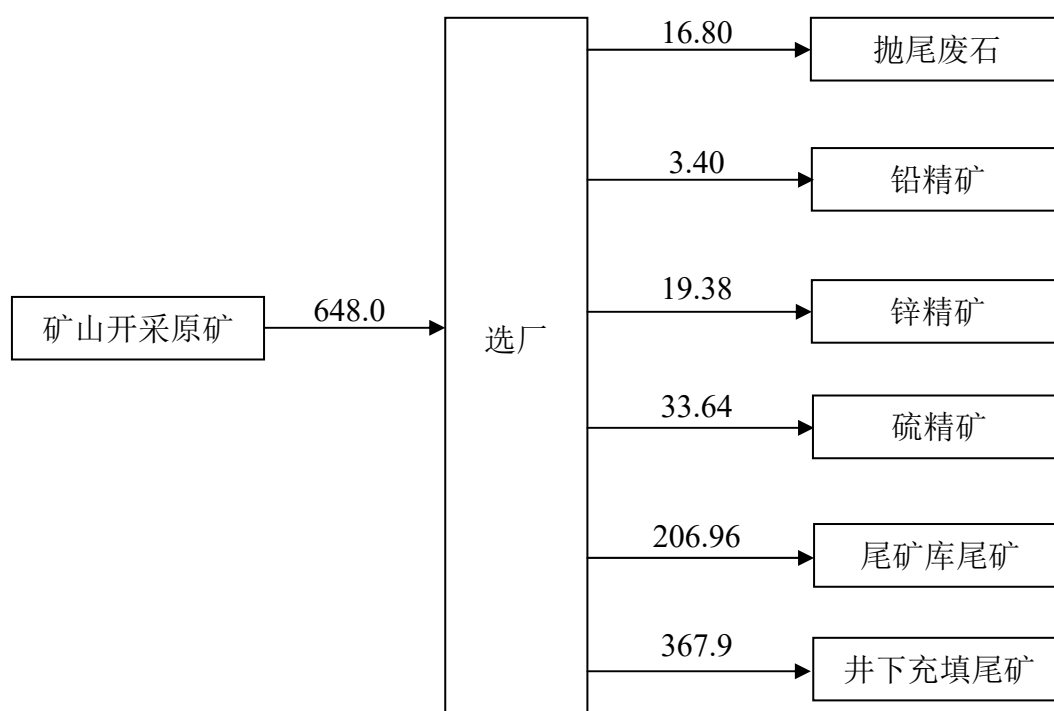 16.80
抛尾废石
3.40
铅精矿
19.38
锌精矿
矿山开采原矿
648.0
选厂
33.64
硫精矿
206.96
尾矿库尾矿
367.9
井下充填尾矿